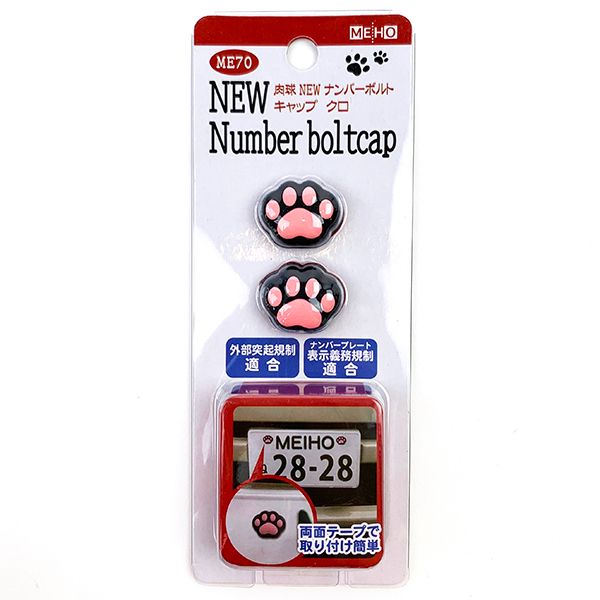 MEHO
ME70
NEW
肉球 NEW ナンバーボルト
キャップ クロ
Number boltcap
外部突起規制
適合
ナンバープレート
表示義務規制
適合
MEIHO
28-28
両面テープで
取り付け簡単